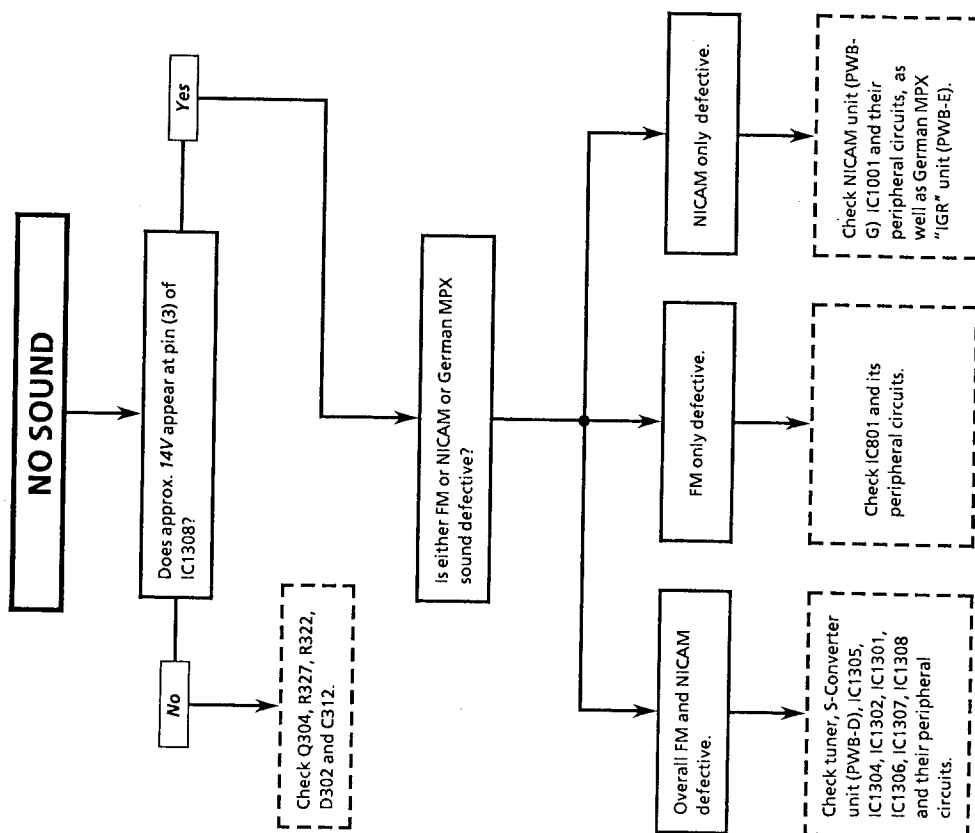 NO SOUND
Does approx. 14V appear at pin (3) of
IC1308?
No
Yes
Check Q304, R327, R322,
D302 and C312.
Is either FM or NICAM or German MPX
sound defective?
Overall FM and NICAM
defective.
FM only defective.
NICAM only defective.
Check tuner, S-Converter
unit (PWB-D), IC1305,
IC1304, IC1302, IC1301,
IC1306, IC1307, IC1308
and their peripheral
circuits.
Check IC801 and its
peripheral circuits.
Check NICAM unit (PWB-
G) IC1001 and their
peripheral circuits, as
well as German MPX
"IGR" unit (PWB-E).